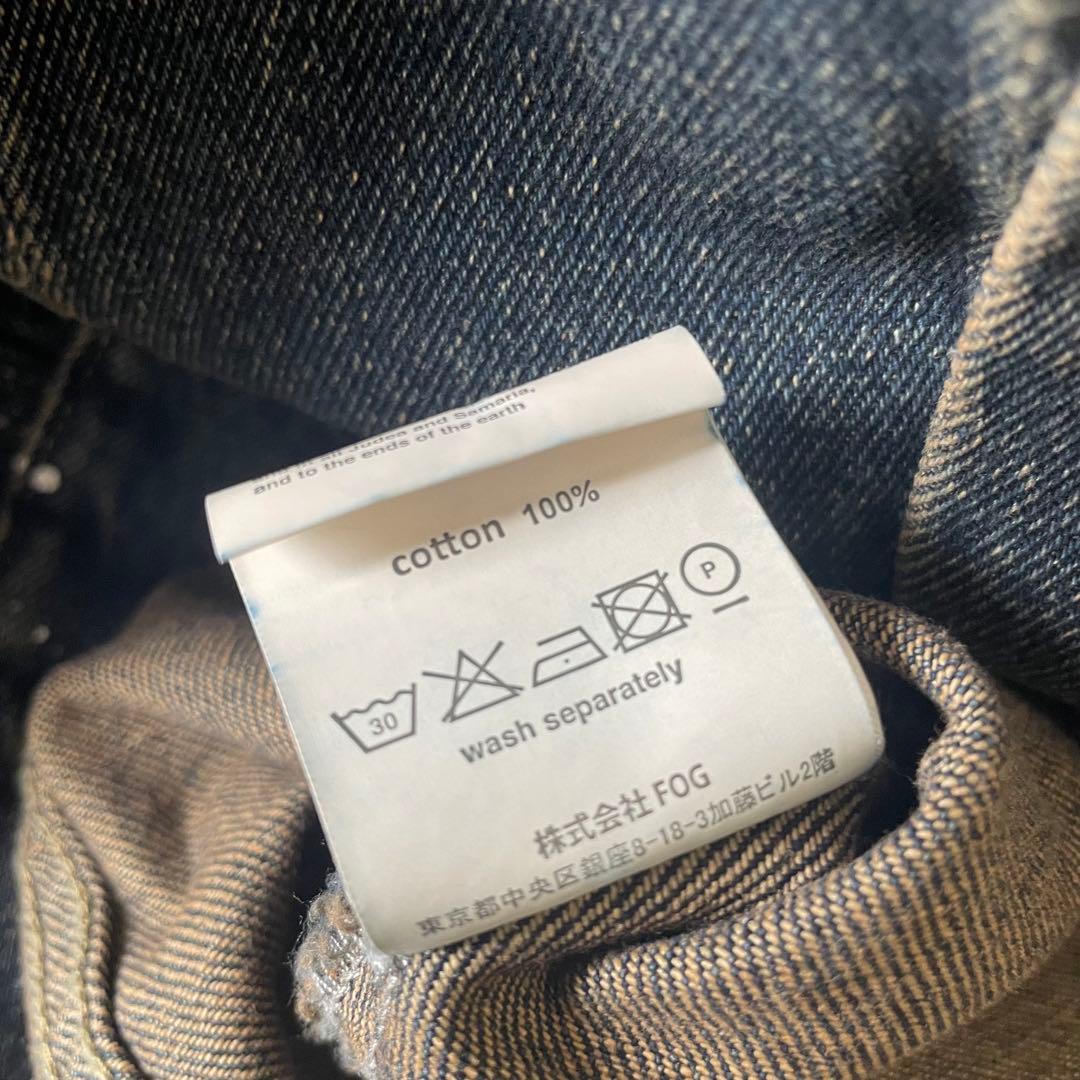 in all Judea and Samaria,
and to the ends of the earth
cotton 100%
30 P
wash separately
株式会社 FOG
東京都中央区銀座8-18-3加藤ビル2階